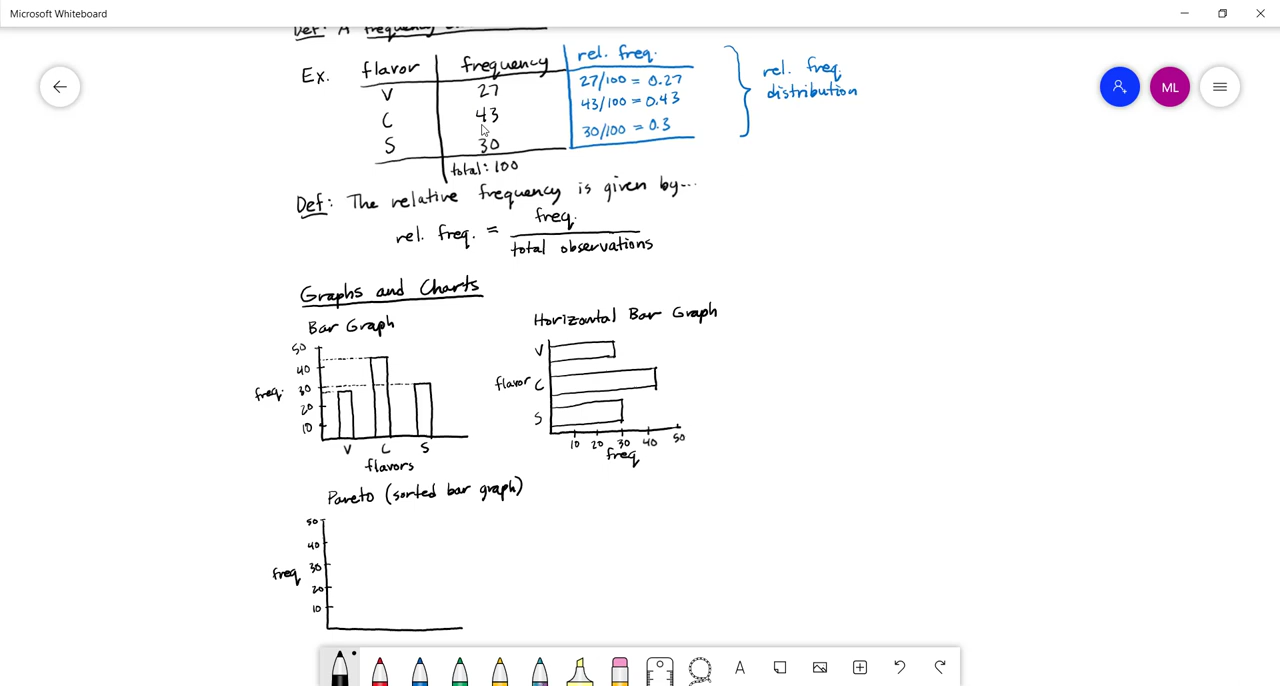 Microsoft Whiteboard
Def: A frequency
Ex. flavor frequency rel. freq.
V 27 27/100 = 0.27
C 43 43/100 = 0.43
S 30 30/100 = 0.3
total: 100
rel. freq.
distribution
ML
Def: The relative frequency is given by...
rel. freq. = freq.
total observations
Graphs and Charts
Bar Graph
50
40
freq. 30
20
10
V C S
flavors
Horizontal Bar Graph
V
flavor C
S
10 20 30 40 50
freq
Pareto (sorted bar graph)
50
40
freq 30
20
10
A